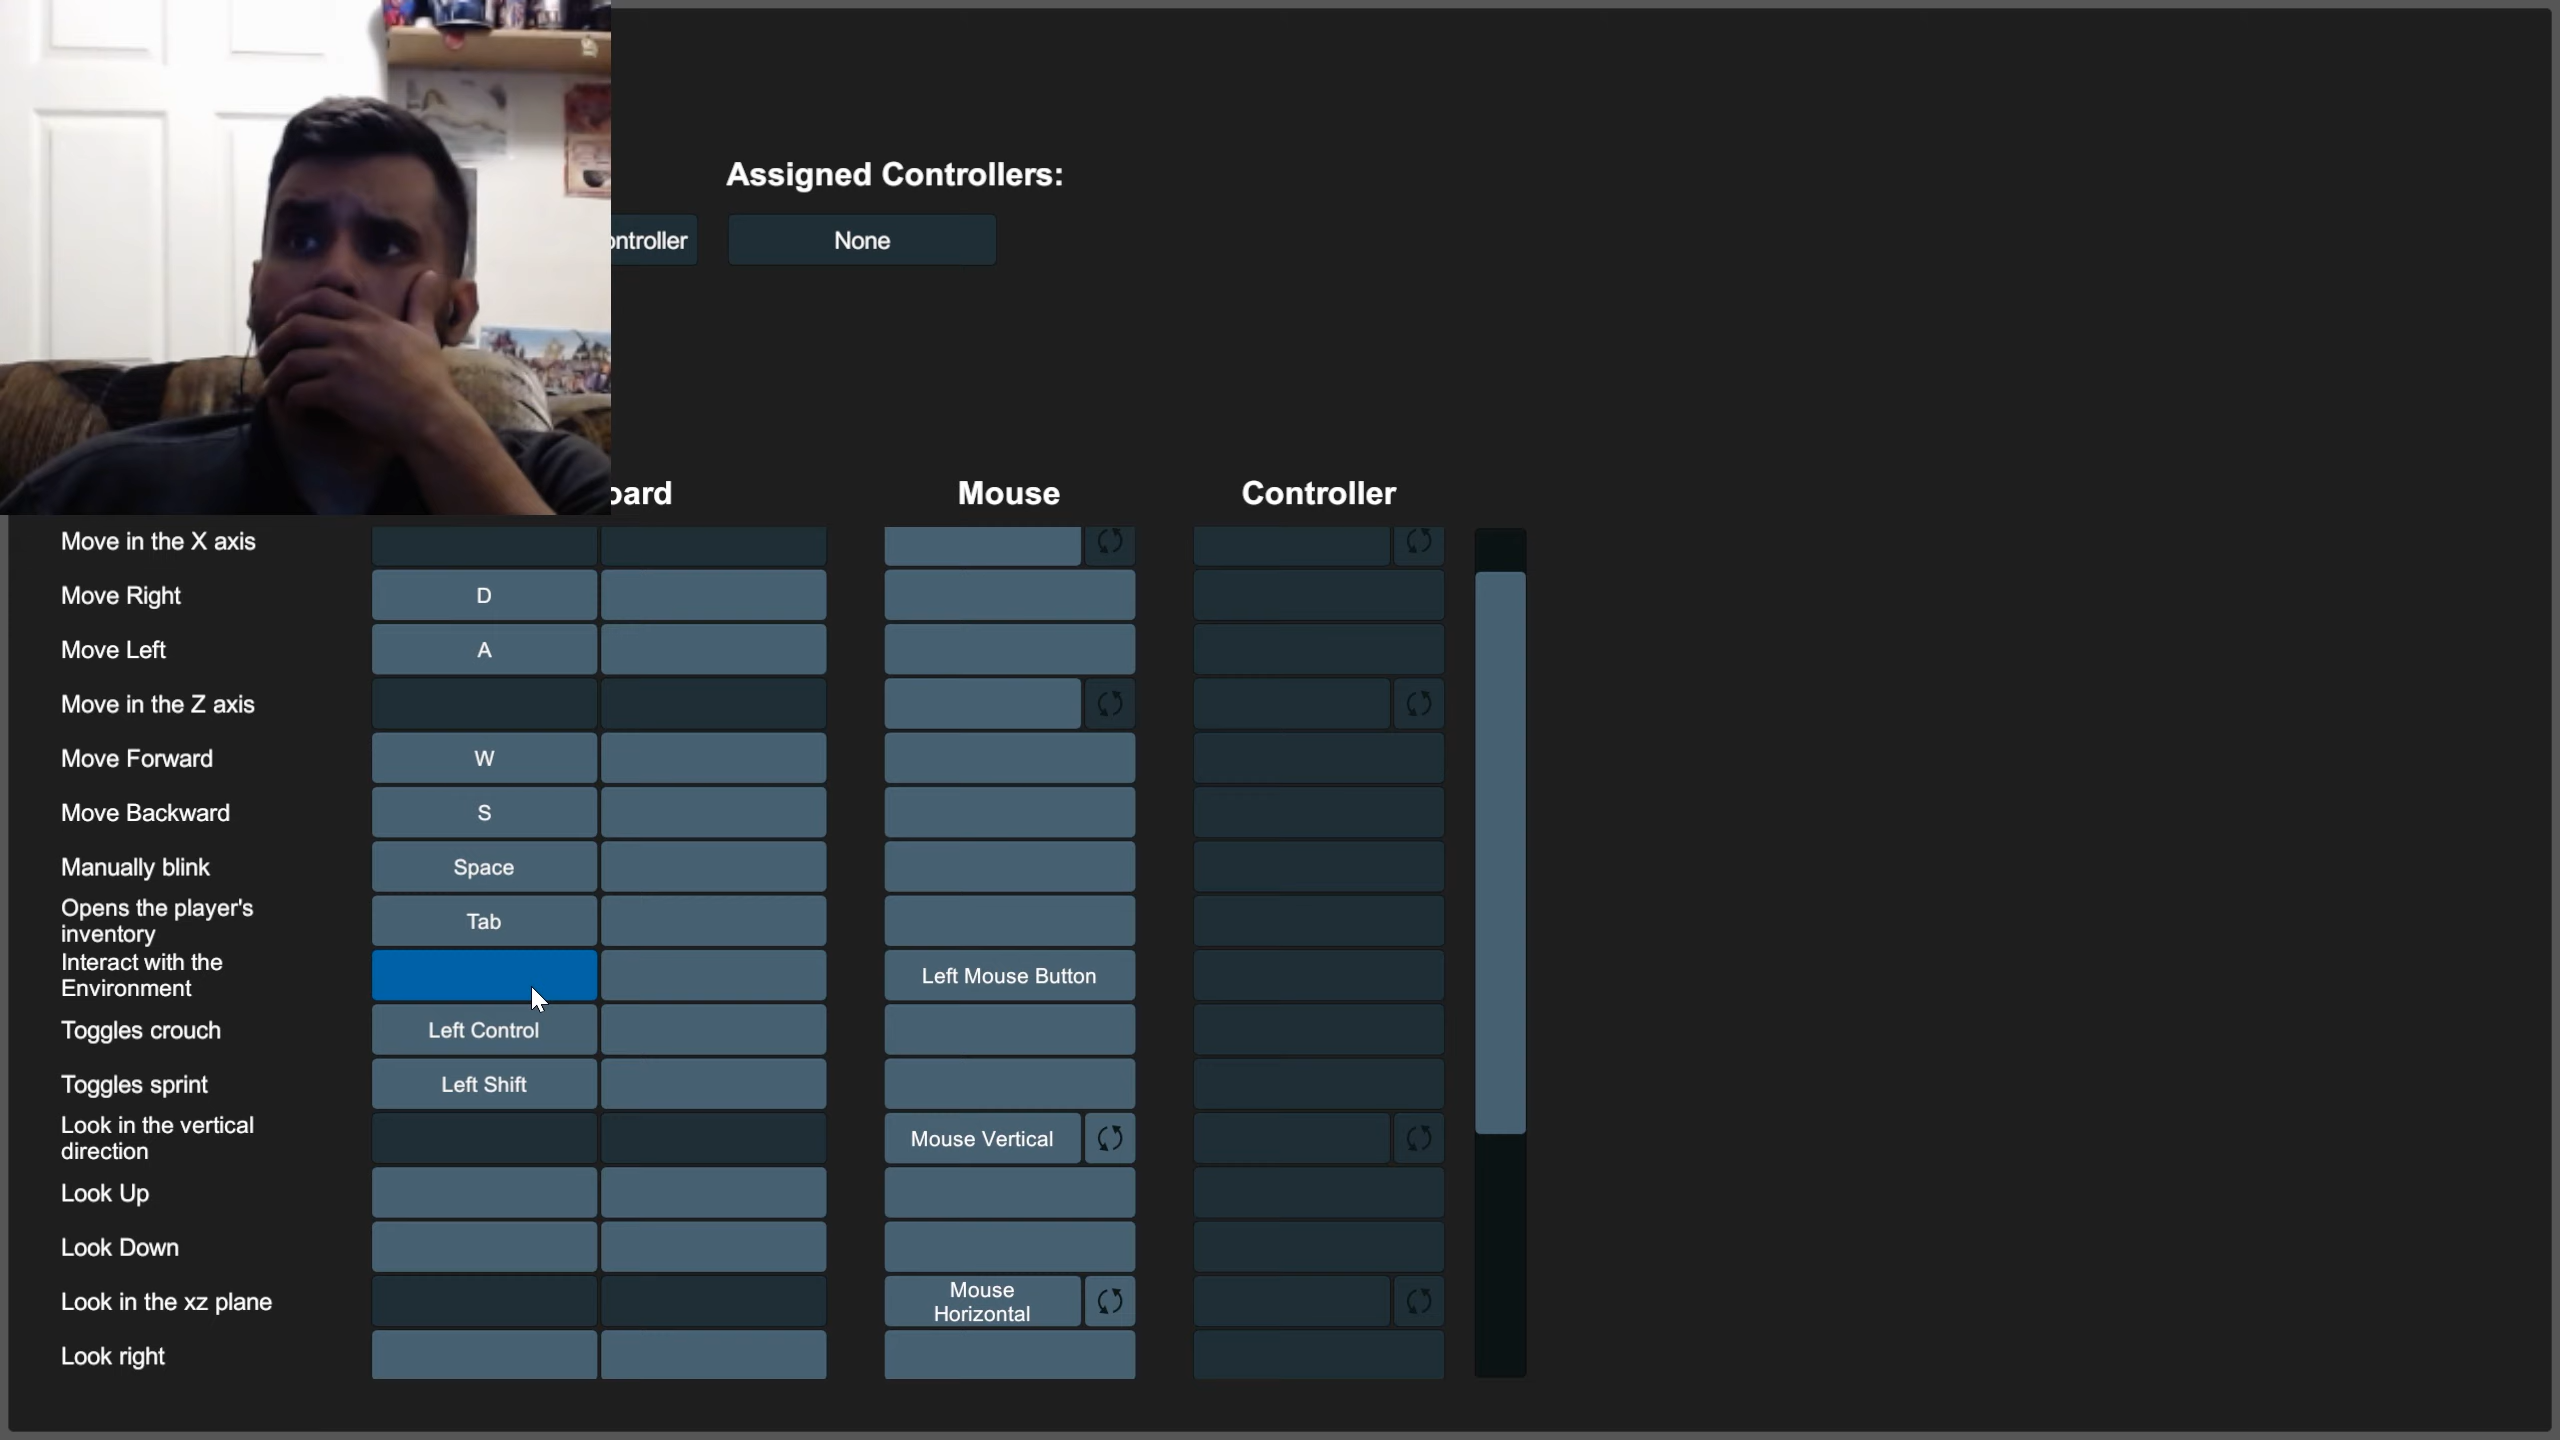 Assigned Controllers:
ontroller
None
oard
Mouse
Controller
Move in the X axis
Move Right
D
Move Left
A
Move in the Z axis
Move Forward
W
Move Backward
S
Manually blink
Space
Opens the player's
inventory
Tab
Interact with the
Environment
Left Mouse Button
Toggles crouch
Left Control
Toggles sprint
Left Shift
Look in the vertical
direction
Mouse Vertical
Look Up
Look Down
Look in the xz plane
Mouse
Horizontal
Look right